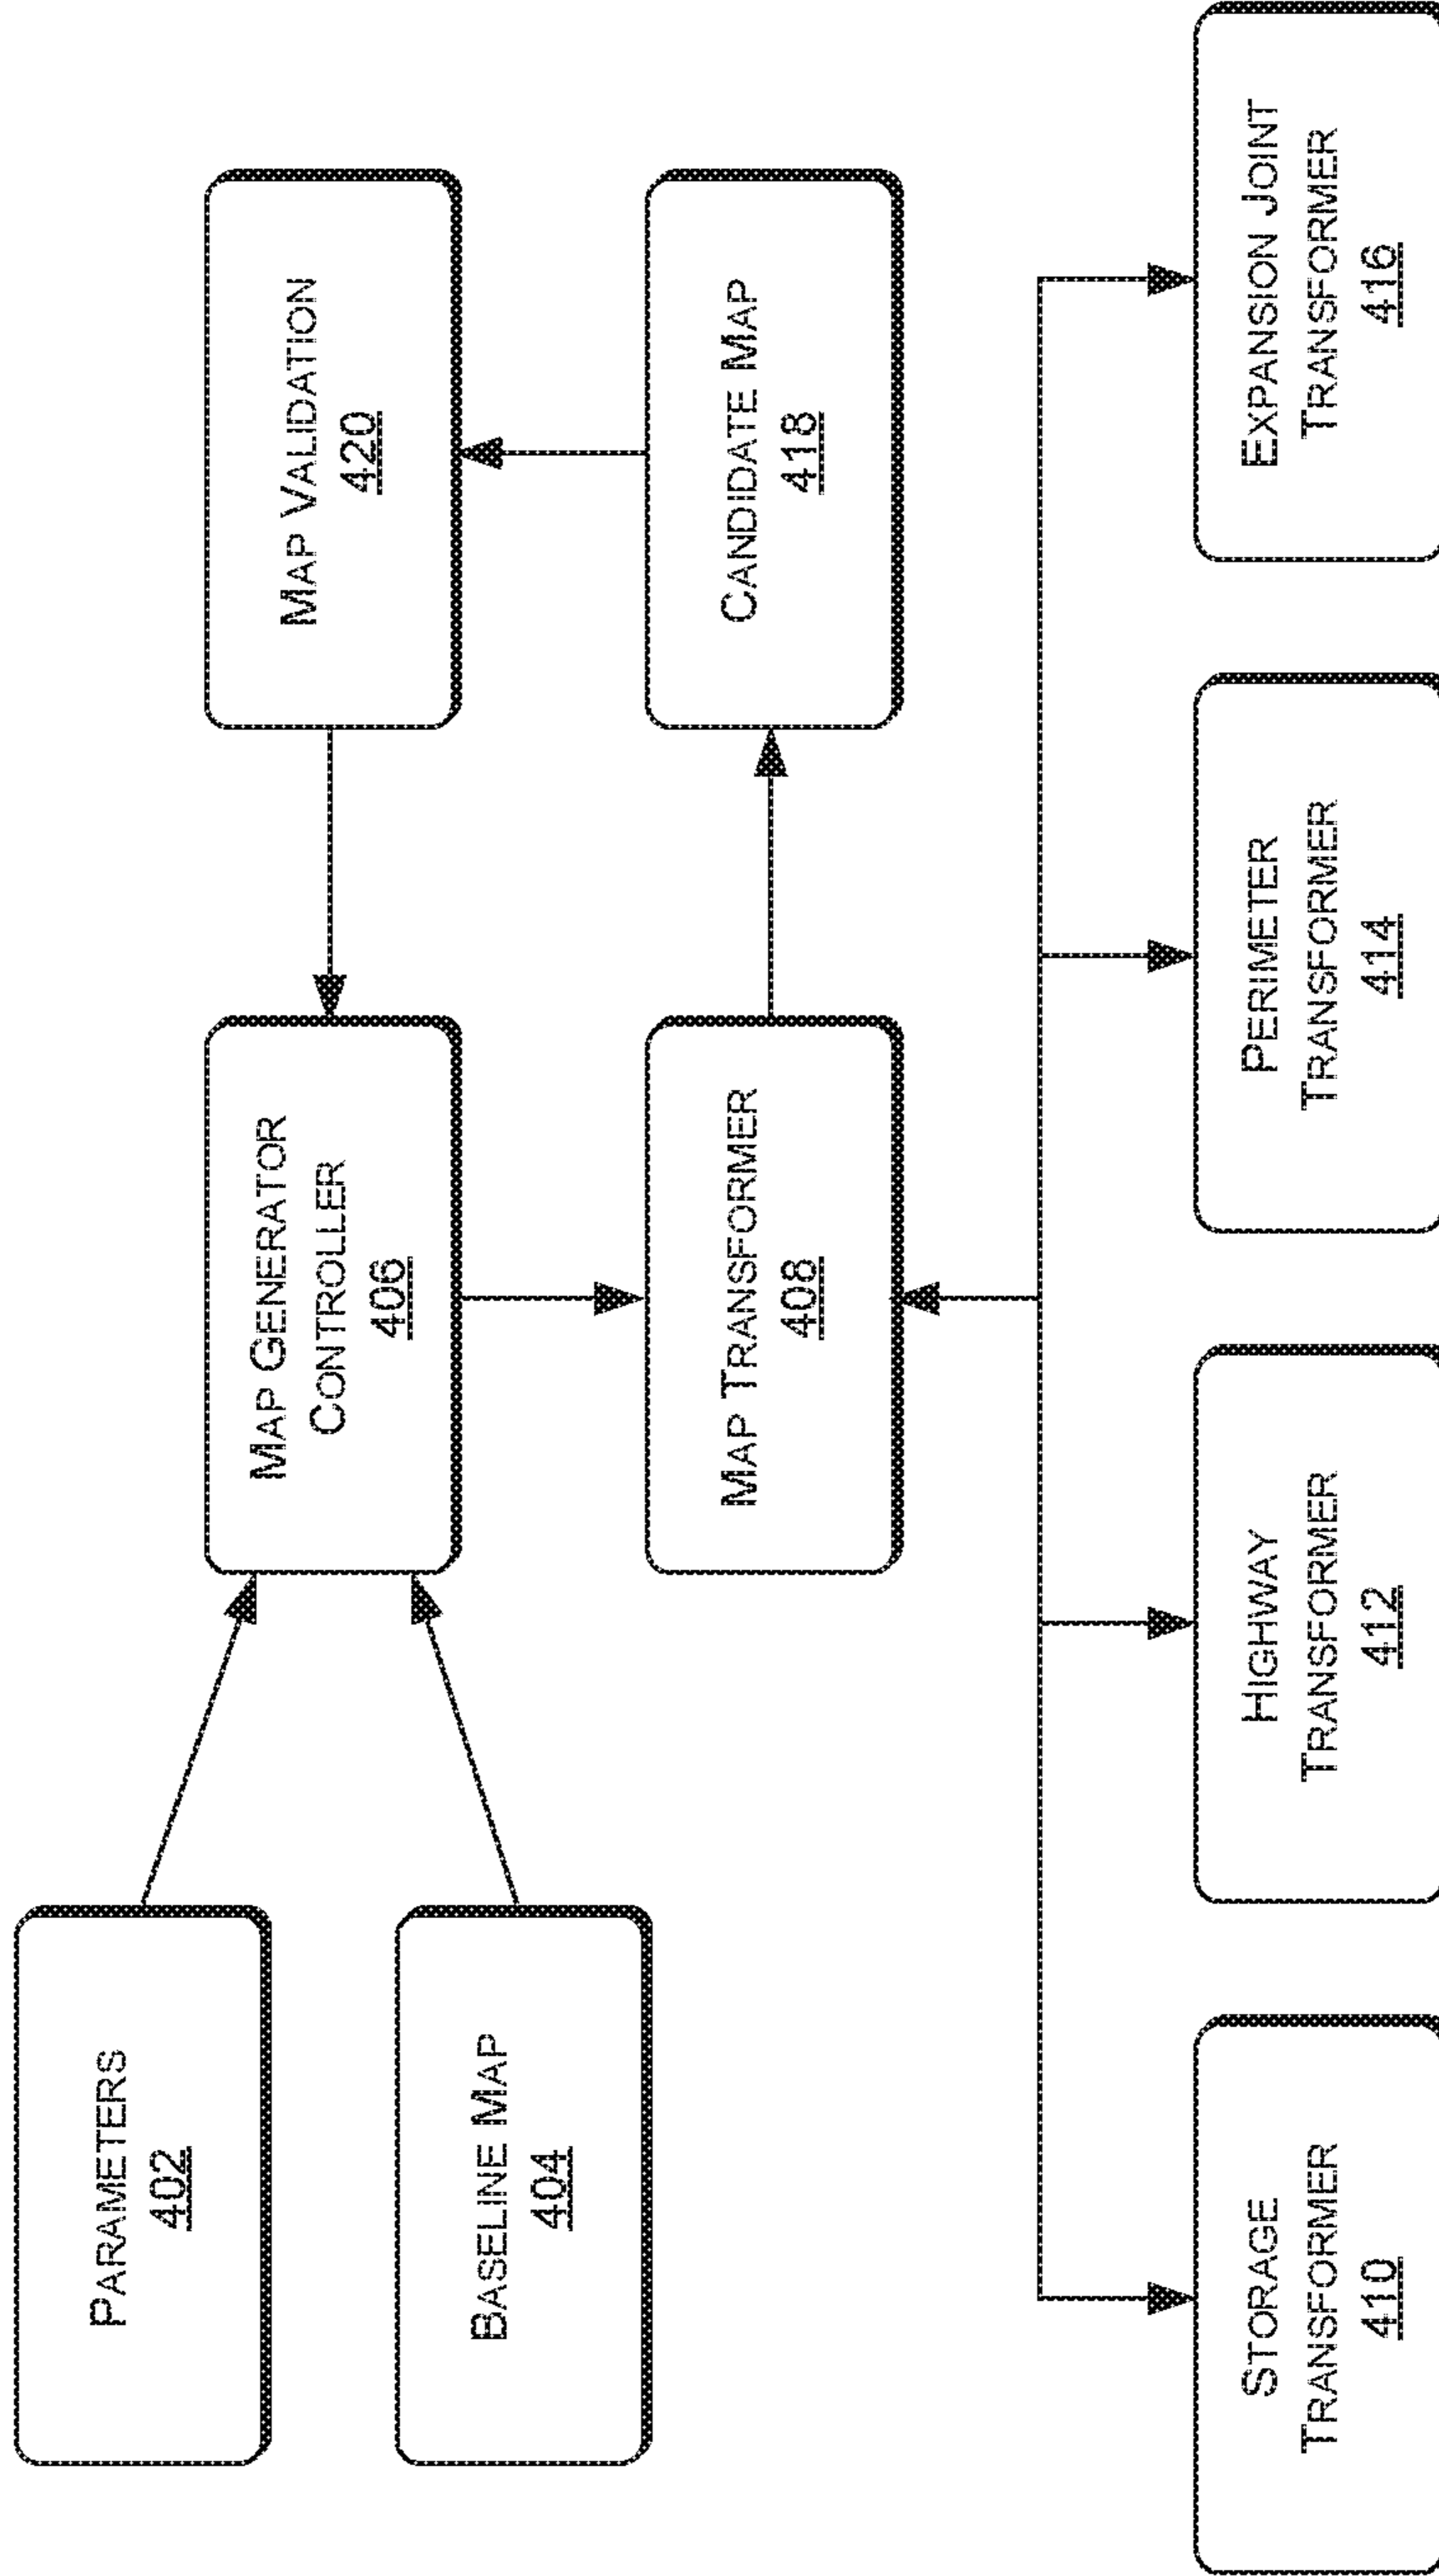 PARAMETERS
402
BASELINE MAP
404
MAP GENERATOR
CONTROLLER
406
MAP VALIDATION
420
MAP TRANSFORMER
408
CANDIDATE MAP
418
STORAGE
TRANSFORMER
410
HIGHWAY
TRANSFORMER
412
PERIMETER
TRANSFORMER
414
EXPANSION JOINT
TRANSFORMER
416